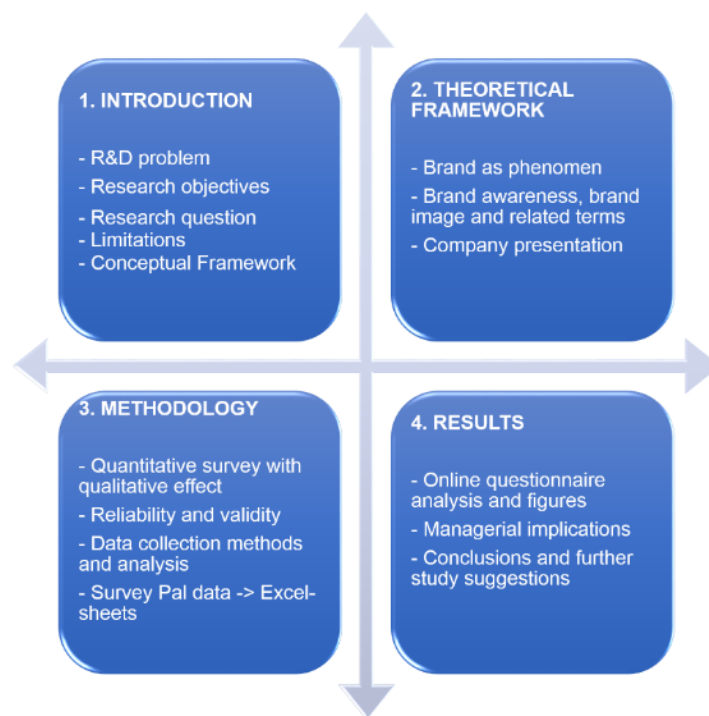 1. INTRODUCTION
- R&D problem
- Research objectives
- Research question
- Limitations
- Conceptual Framework
2. THEORETICAL
FRAMEWORK
- Brand as phenomen
- Brand awareness, brand
image and related terms
- Company presentation
3. METHODOLOGY
- Quantitative survey with
qualitative effect
- Reliability and validity
- Data collection methods
and analysis
- Survey Pal data -> Excel-
sheets
4. RESULTS
- Online questionnaire
analysis and figures
- Managerial implications
- Conclusions and further
study suggestions